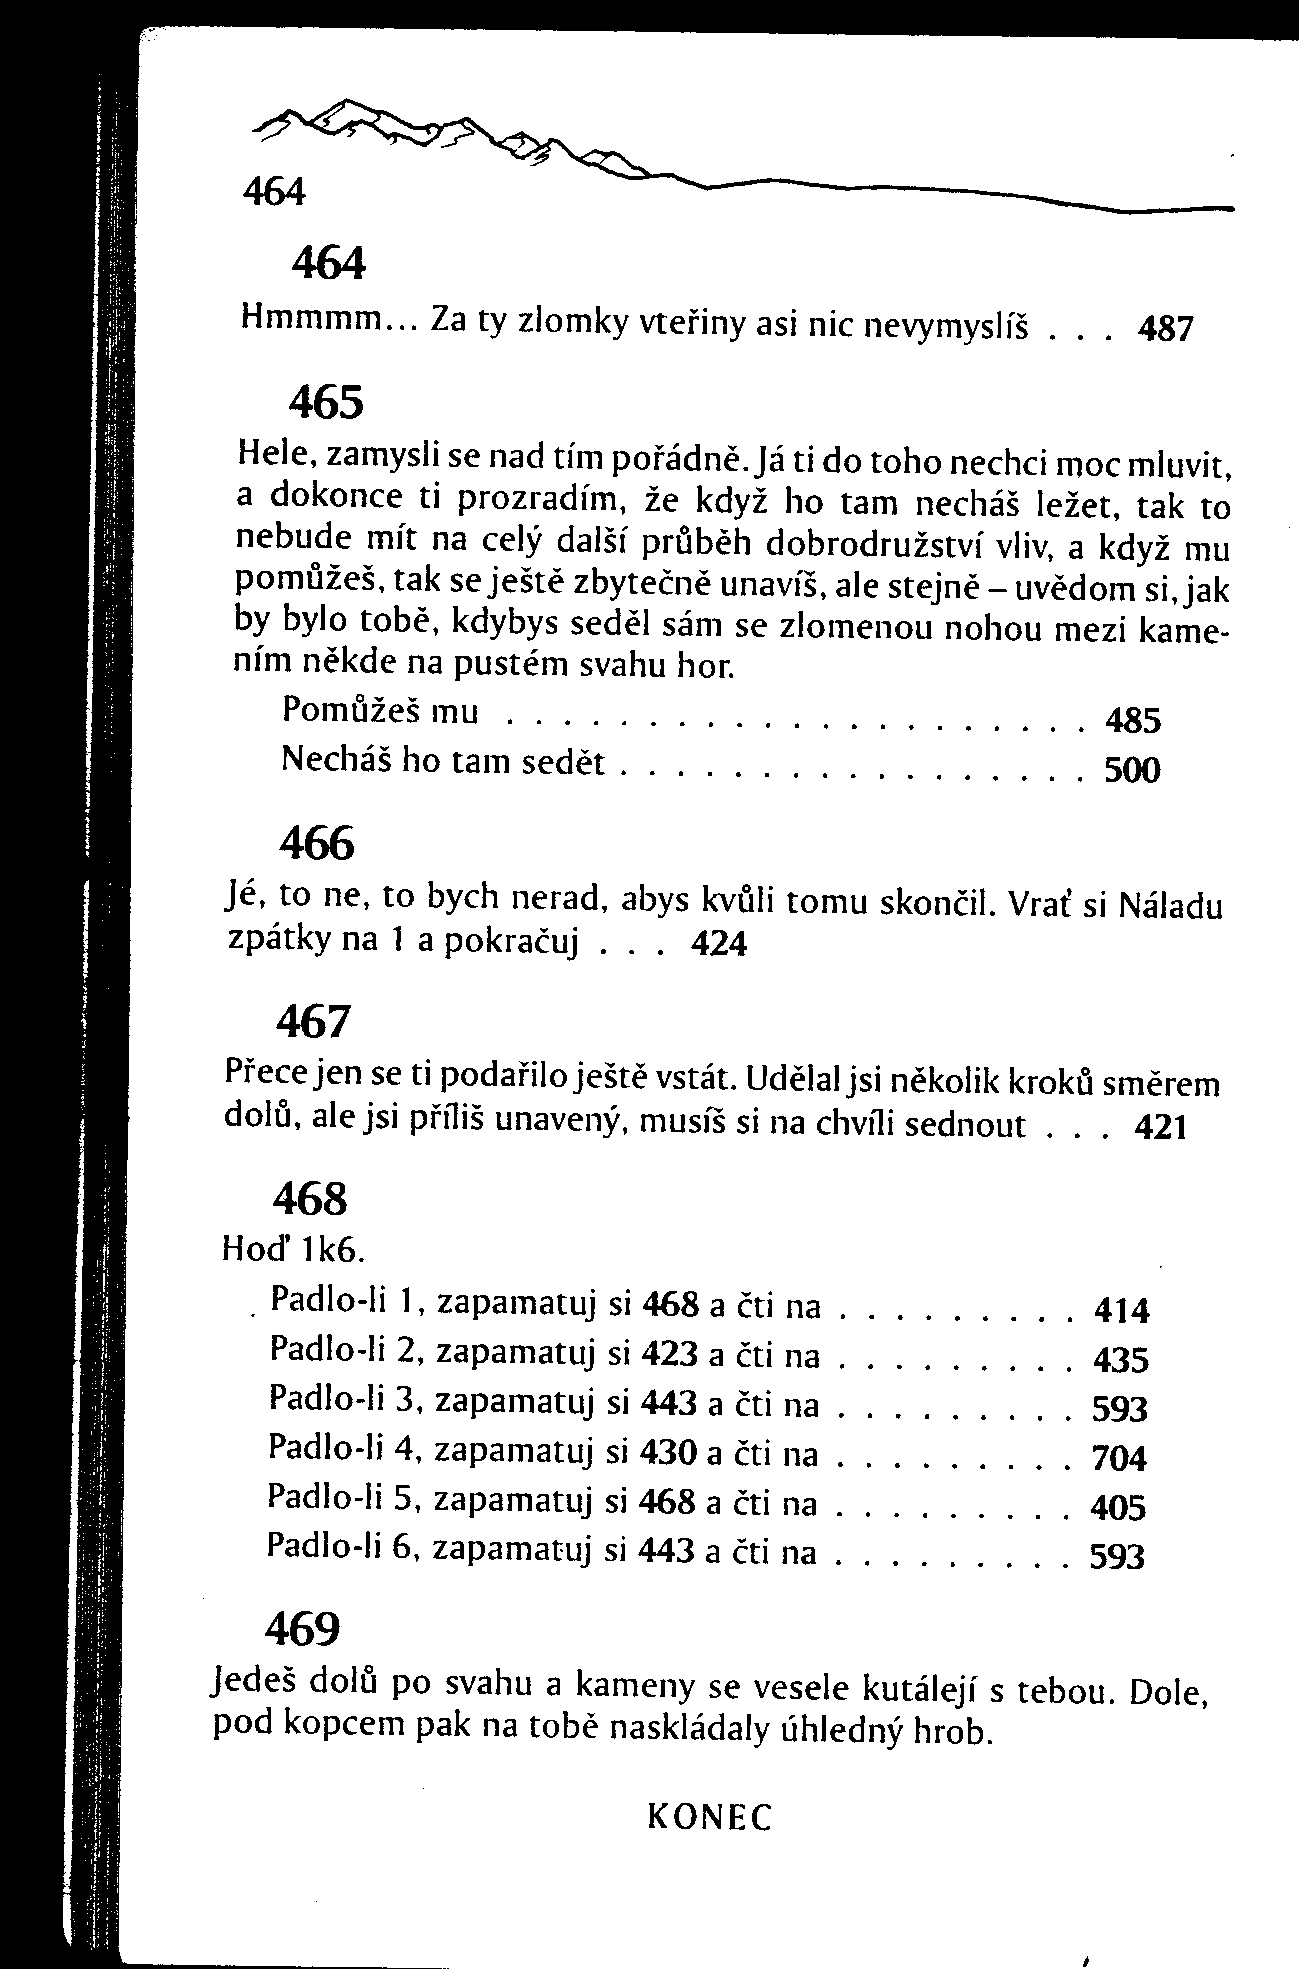 464
464
Hmmmm... Za ty zlomky vteřiny asi nic nevymyslíš . . . 487
465
Hele, zamysli se nad tím pořádně. Já ti do toho nechci moc mluvit,
a dokonce ti prozradím, že když ho tam necháš ležet, tak to
nebude mít na celý další průběh dobrodružství vliv, a když mu
pomůžeš, tak se ještě zbytečně unavíš, ale stejně – uvědom si, jak
by bylo tobě, kdybys seděl sám se zlomenou nohou mezi kame-
ním někde na pustém svahu hor.
Pomůžeš mu . . . . . . . . . . . . . . . . . . . . . 485
Necháš ho tam sedět . . . . . . . . . . . . . . . . . 500
466
Jé, to ne, to bych nerad, abys kvůli tomu skončil. Vrať si Náladu
zpátky na 1 a pokračuj . . . 424
467
Přece jen se ti podařilo ještě vstát. Udělal jsi několik kroků směrem
dolů, ale jsi příliš unavený, musíš si na chvíli sednout . . . 421
468
Hoď 1k6.
Padlo-li 1, zapamatuj si 468 a čti na . . . . . . . . . 414
Padlo-li 2, zapamatuj si 423 a čti na . . . . . . . . . 435
Padlo-li 3, zapamatuj si 443 a čti na . . . . . . . . . 593
Padlo-li 4, zapamatuj si 430 a čti na . . . . . . . . . 704
Padlo-li 5, zapamatuj si 468 a čti na . . . . . . . . . 405
Padlo-li 6, zapamatuj si 443 a čti na . . . . . . . . . 593
469
Jedeš dolů po svahu a kameny se vesele kutálejí s tebou. Dole,
pod kopcem pak na tobě naskládaly úhledný hrob.
KONEC